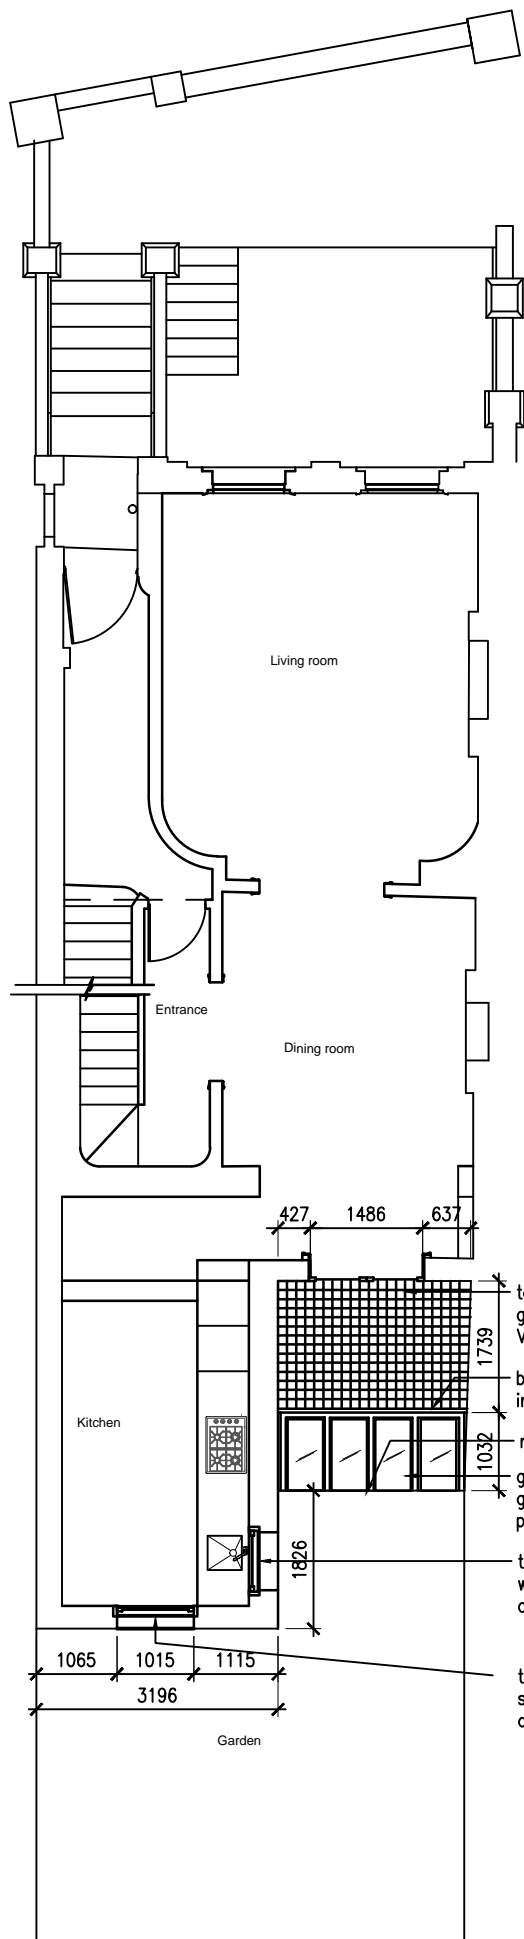 Living room
Entrance
Dining room
427 1486 637
1739
Kitchen
1032
1826
1065 1015 1115
3196
Garden